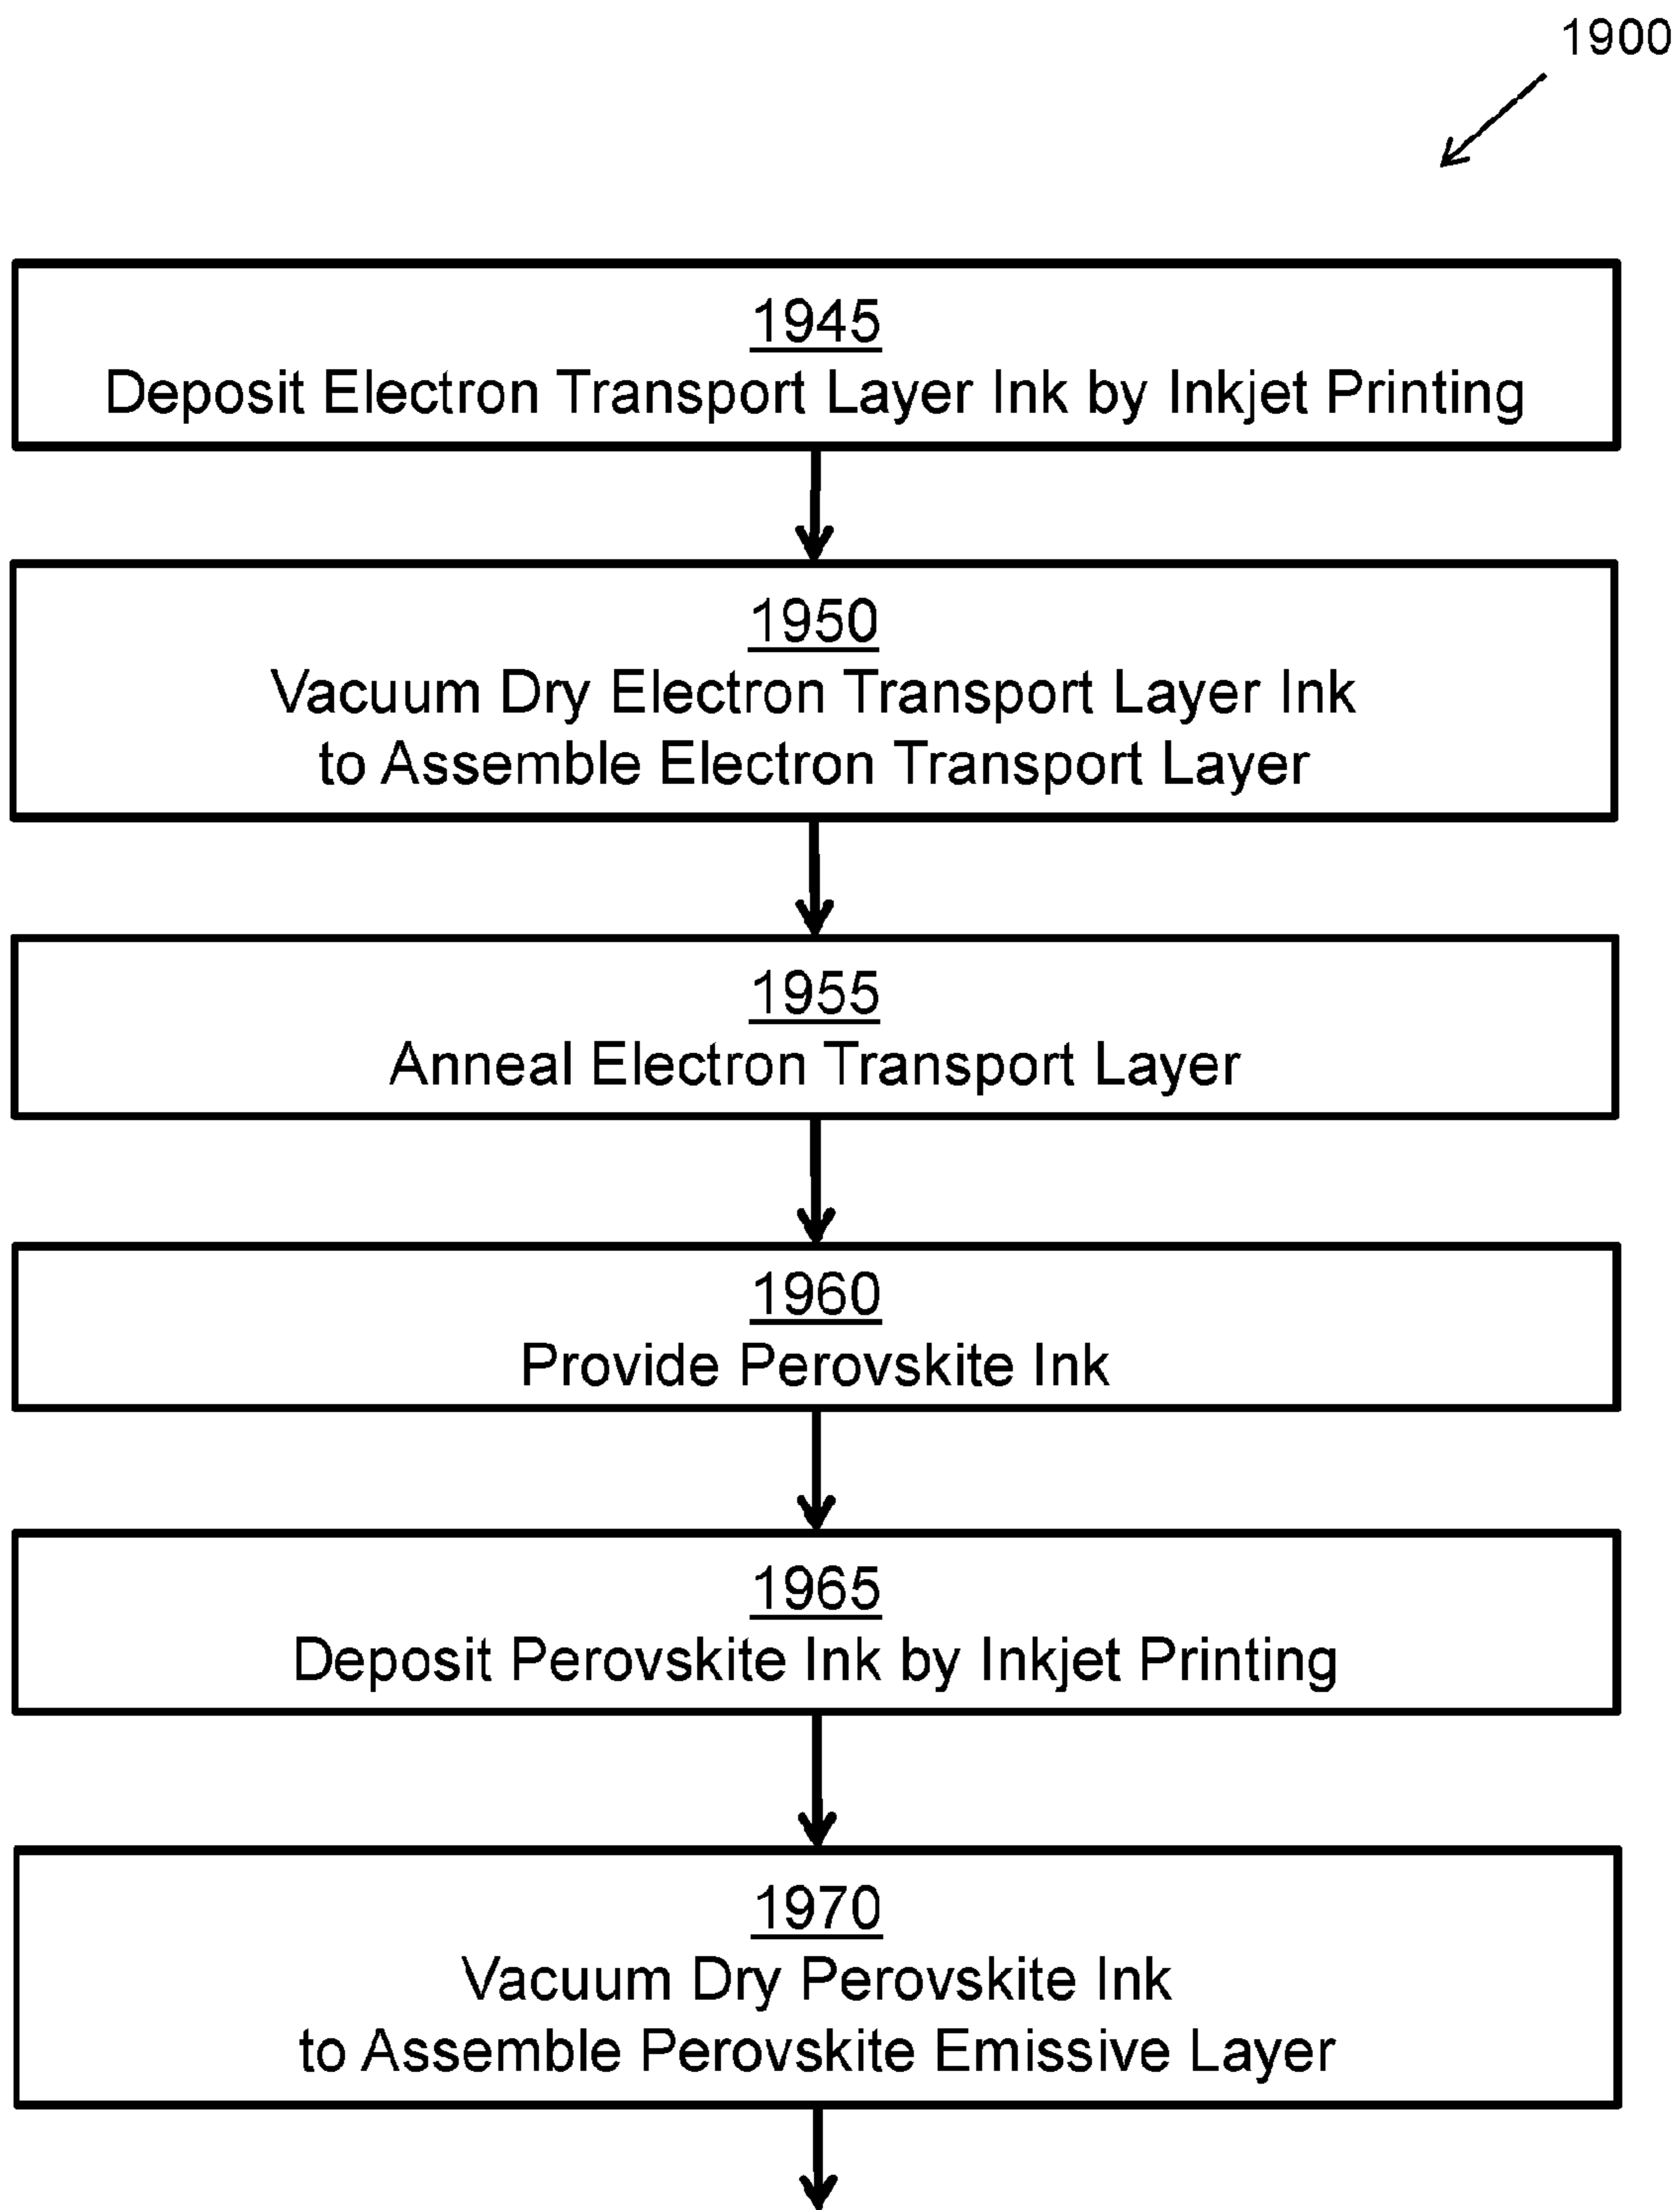 1900
1945
Deposit Electron Transport Layer Ink by Inkjet Printing
1950
Vacuum Dry Electron Transport Layer Ink
to Assemble Electron Transport Layer
1955
Anneal Electron Transport Layer
1960
Provide Perovskite Ink
1965
Deposit Perovskite Ink by Inkjet Printing
1970
Vacuum Dry Perovskite Ink
to Assemble Perovskite Emissive Layer